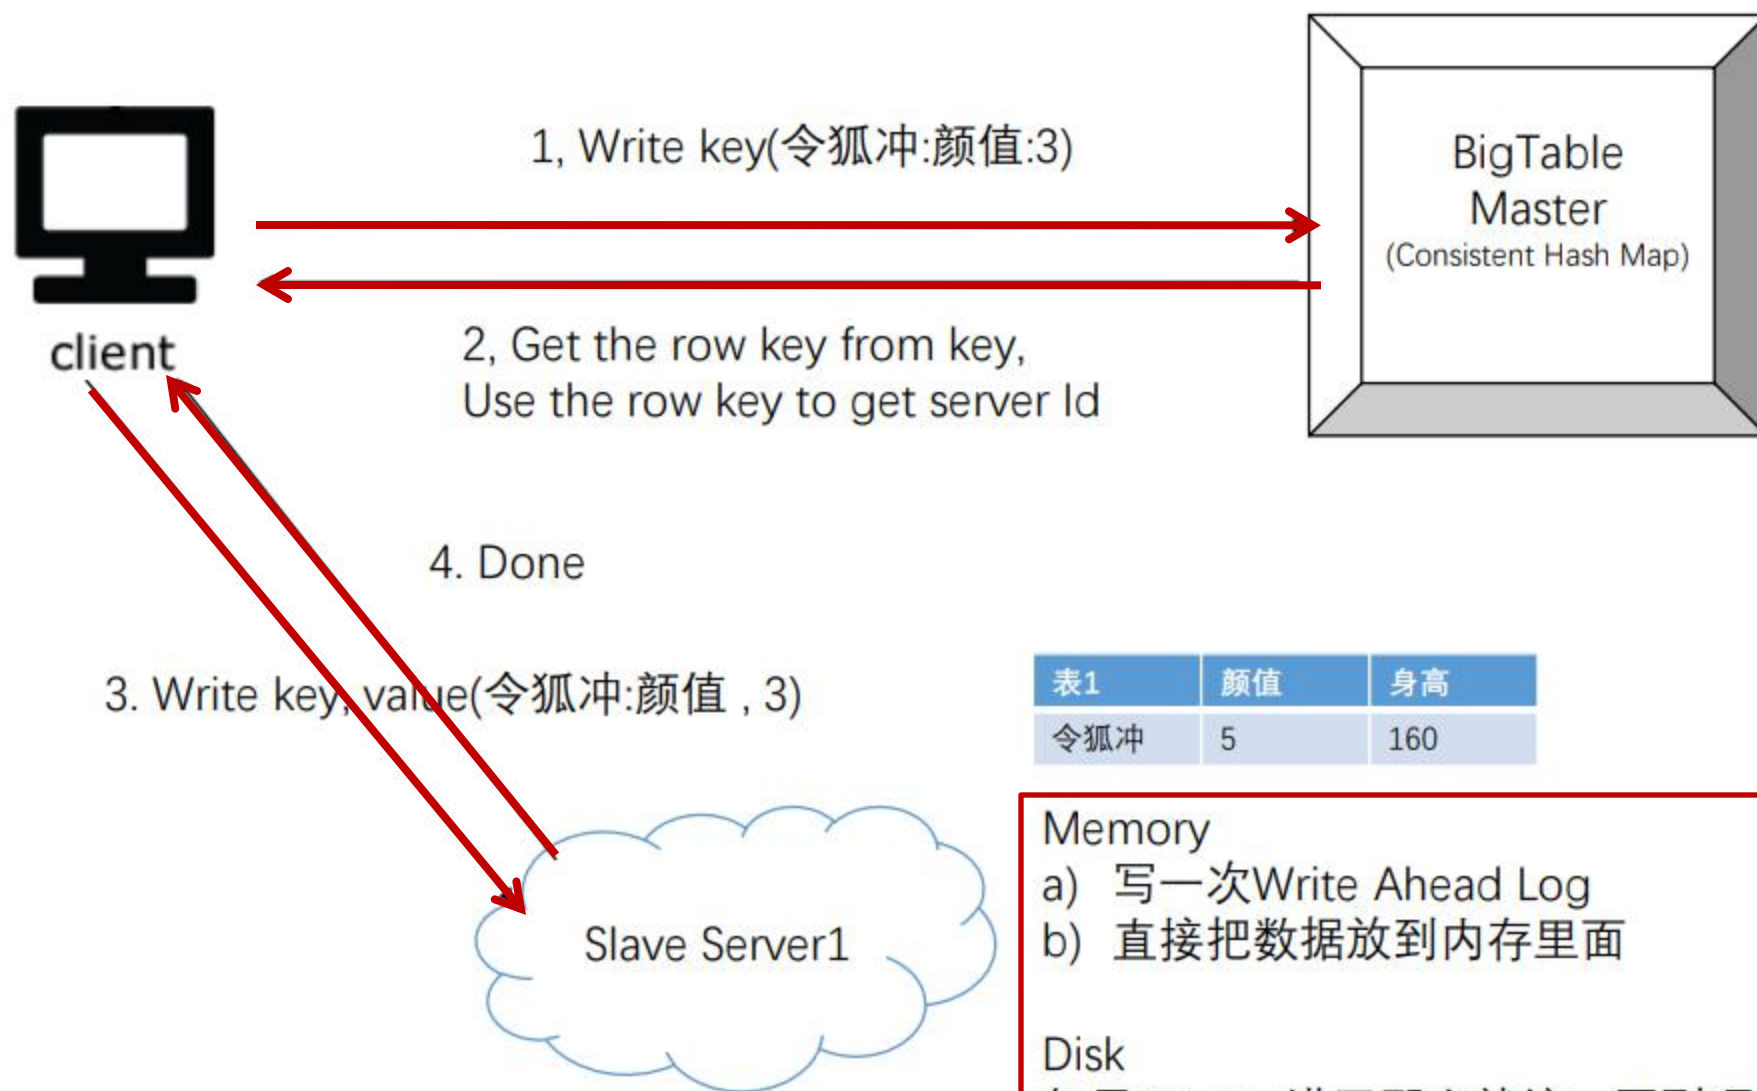 1, Write key(令狐冲:颜值:3)
BigTable
Master
(Consistent Hash Map)
client
2, Get the row key from key,
Use the row key to get server Id
4. Done
3. Write key, value(令狐冲:颜值 , 3)
表1 颜值 身高
令狐冲 5 160
Slave Server1
Memory
a) 写一次Write Ahead Log
b) 直接把数据放到内存里面
Disk